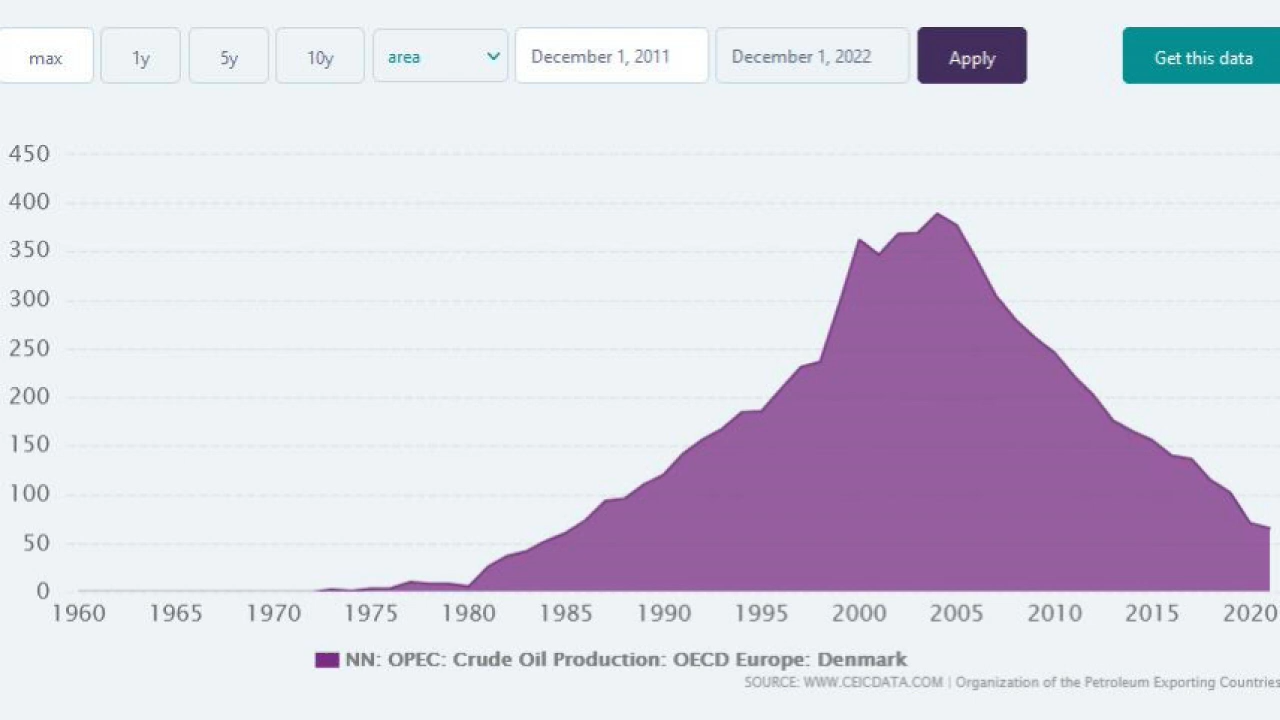 max 1y 5y 10y area December 1, 2011 December 1, 2022 Apply Get this data
450
400
350
300
250
200
150
100
50
0
1960 1965 1970 1975 1980 1985 1990 1995 2000 2005 2010 2015 2020
NN: OPEC: Crude Oil Production: OECD Europe: Denmark
SOURCE: WWW.CEICDATA.COM | Organization of the Petroleum Exporting Countries